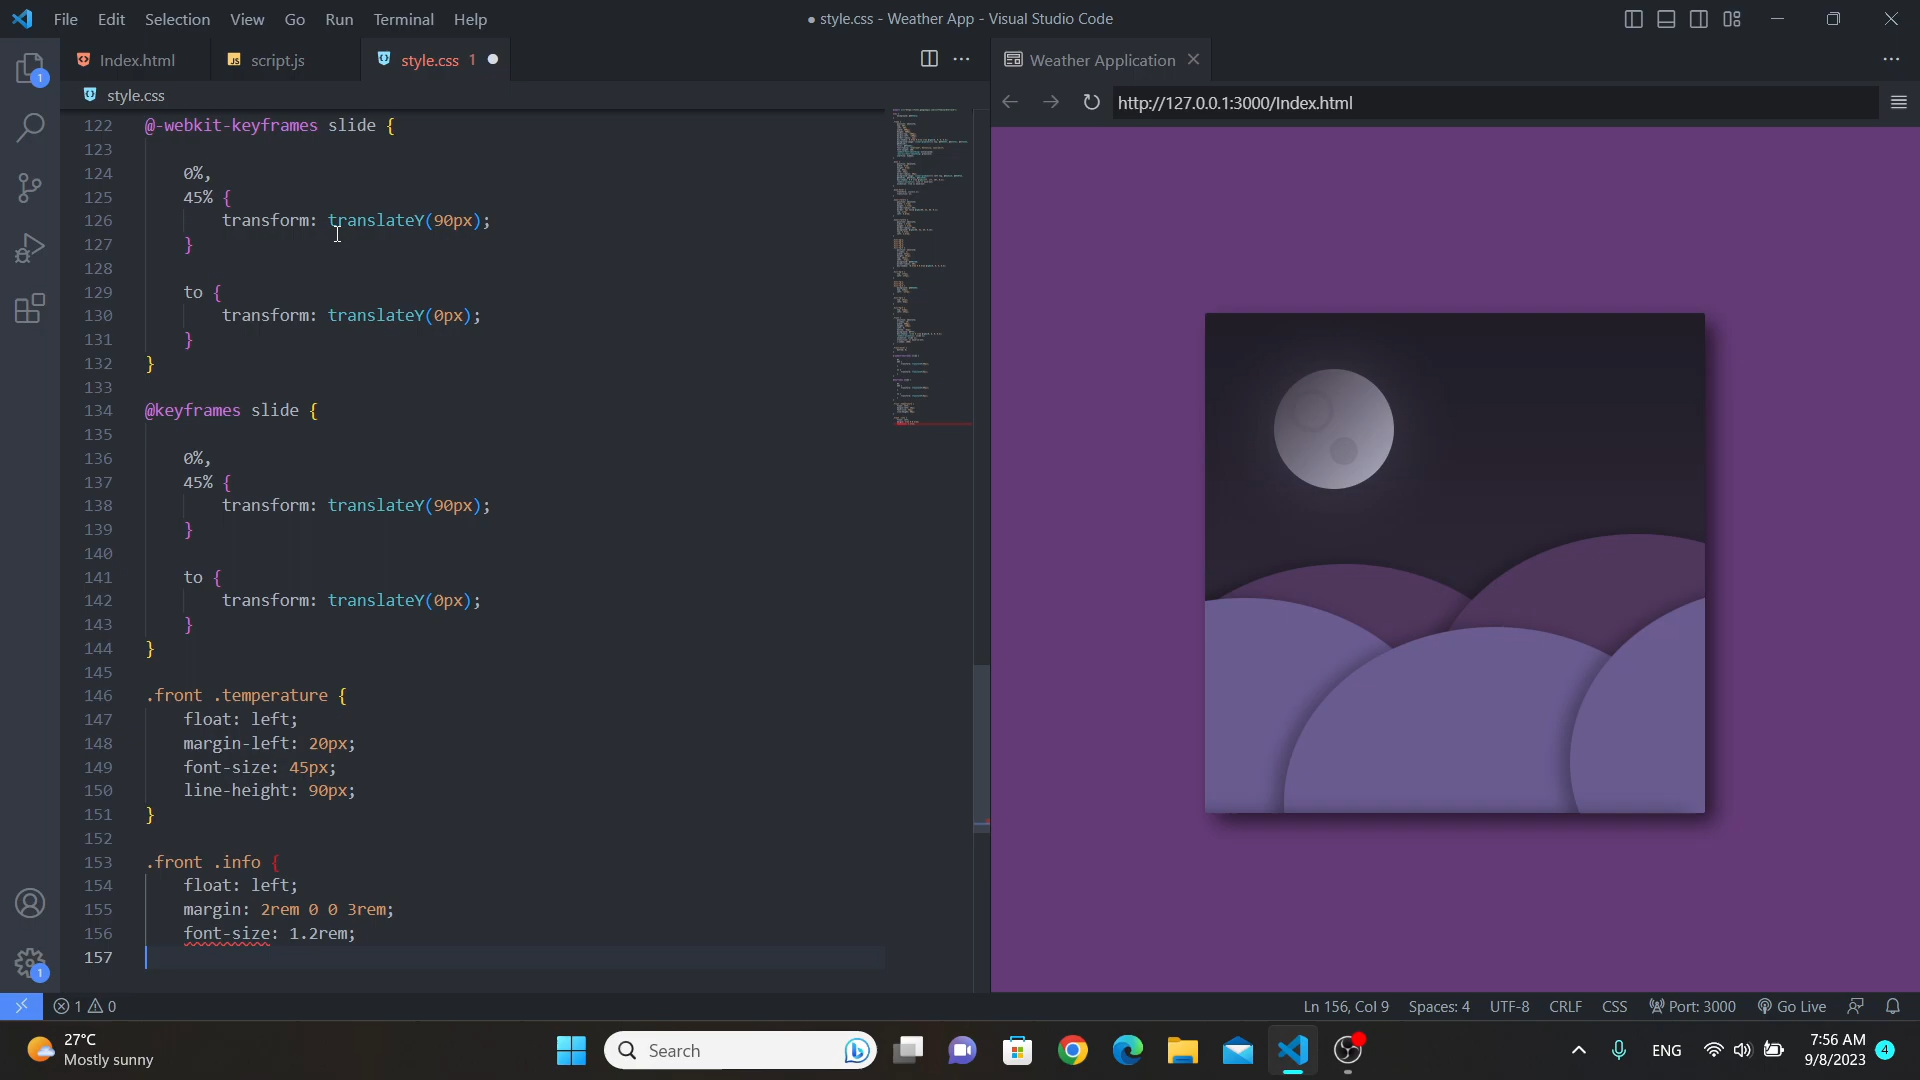 File Edit Selection View Go Run Terminal Help
● style.css - Weather App - Visual Studio Code
Index.html
JS script.js
style.css 1 ●
Weather Application
style.css
http://127.0.0.1:3000/Index.html
122 @-webkit-keyframes slide {
123
124 0%,
125 45% {
126 transform: translateY(90px);
127 }
128
129 to {
130 transform: translateY(0px);
131 }
132 }
133
134 @keyframes slide {
135
136 0%,
137 45% {
138 transform: translateY(90px);
139 }
140
141 to {
142 transform: translateY(0px);
143 }
144 }
145
146 .front .temperature {
147 float: left;
148 margin-left: 20px;
149 font-size: 45px;
150 line-height: 90px;
151 }
152
153 .front .info {
154 float: left;
155 margin: 2rem 0 0 3rem;
156 font-size: 1.2rem;
157
1
1
1 0
Ln 156, Col 9 Spaces: 4 UTF-8 CRLF CSS Port: 3000 Go Live
27°C
Mostly sunny
Search
ENG
7:56 AM
9/8/2023
4